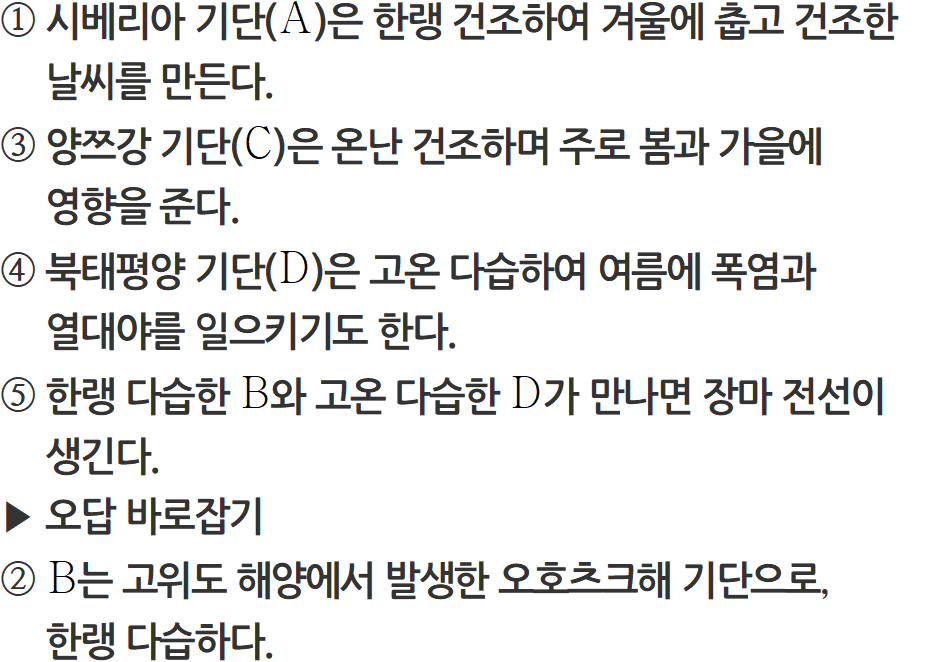 ① 시베리아 기단(A)은 한랭 건조하여 겨울에 춥고 건조한
날씨를 만든다.
③ 양쯔강 기단(C)은 온난 건조하며 주로 봄과 가을에
영향을 준다.
④ 북태평양 기단(D)은 고온 다습하여 여름에 폭염과
열대야를 일으키기도 한다.
⑤ 한랭 다습한 B와 고온 다습한 D가 만나면 장마 전선이
생긴다.
▶ 오답 바로잡기
② B는 고위도 해양에서 발생한 오호츠크해 기단으로,
한랭 다습하다.